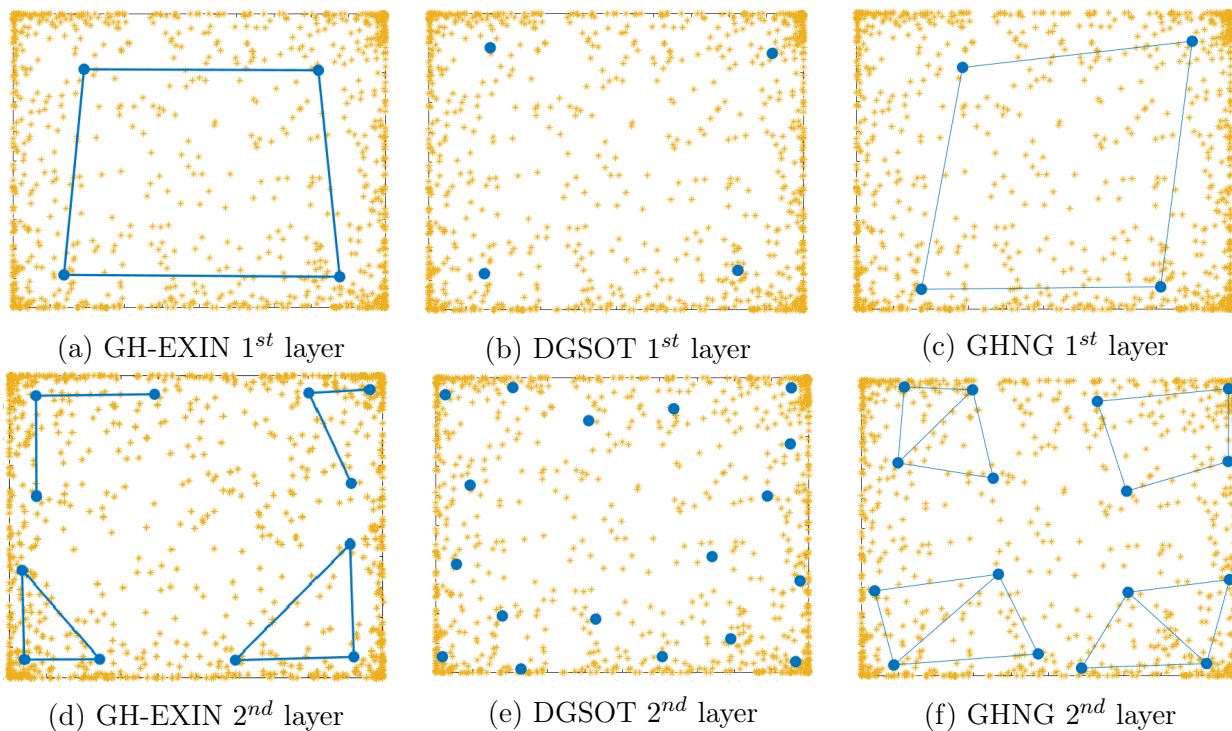 (a) GH-EXIN 1st layer
(b) DGSOT 1st layer
(c) GHNG 1st layer
(d) GH-EXIN 2nd layer
(e) DGSOT 2nd layer
(f) GHNG 2nd layer